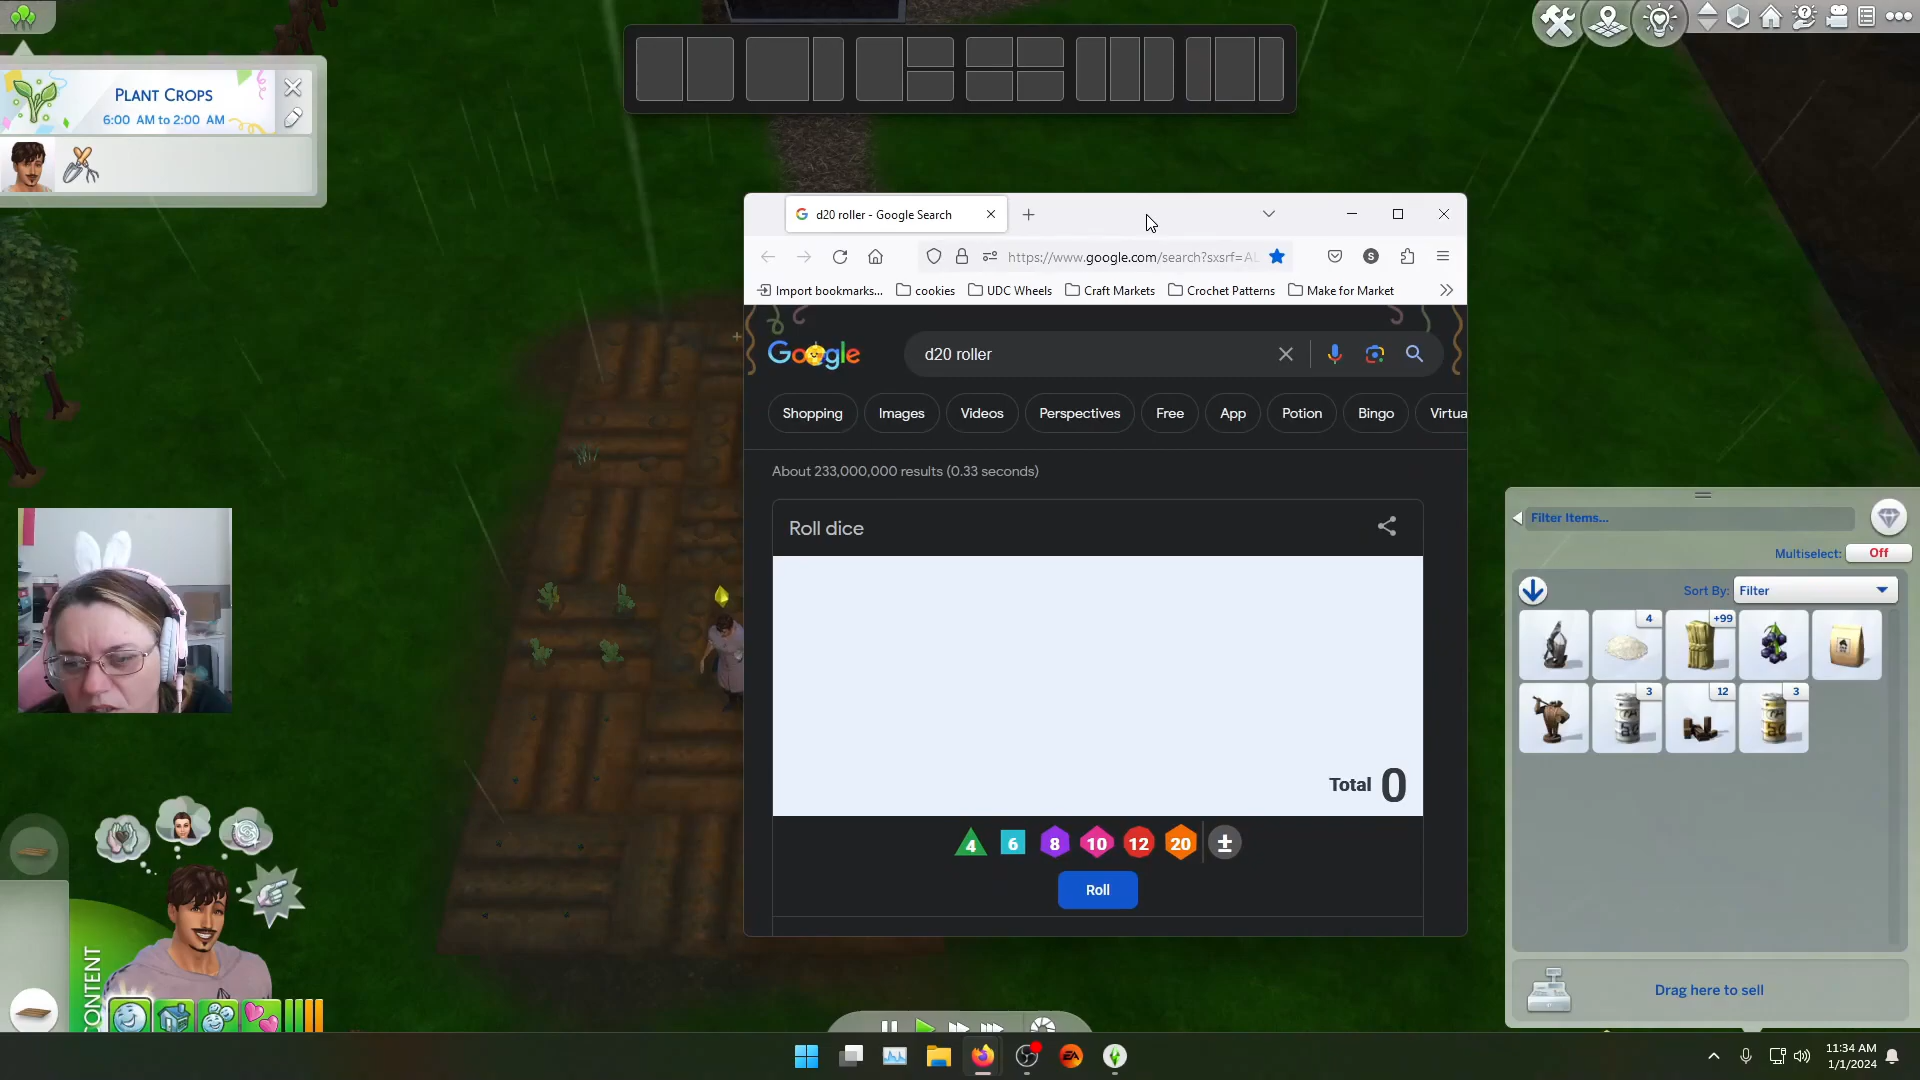 PLANT CROPS
6:00 AM to 2:00 AM
d20 roller - Google Search
https://www.google.com/search?sxsrf=AL
S
Import bookmarks...
cookies
UDC Wheels
Craft Markets
Crochet Patterns
Make for Market
Google
d20 roller
Shopping
Images
Videos
Perspectives
Free
App
Potion
Bingo
Virtua
About 233,000,000 results (0.33 seconds)
Roll dice
Total 0
4
6
8
10
12
20
±
Roll
Filter Items...
Multiselect: Off
Sort By: Filter
4
+99
3
12
3
Drag here to sell
CONTENT
EA
11:34 AM
1/1/2024